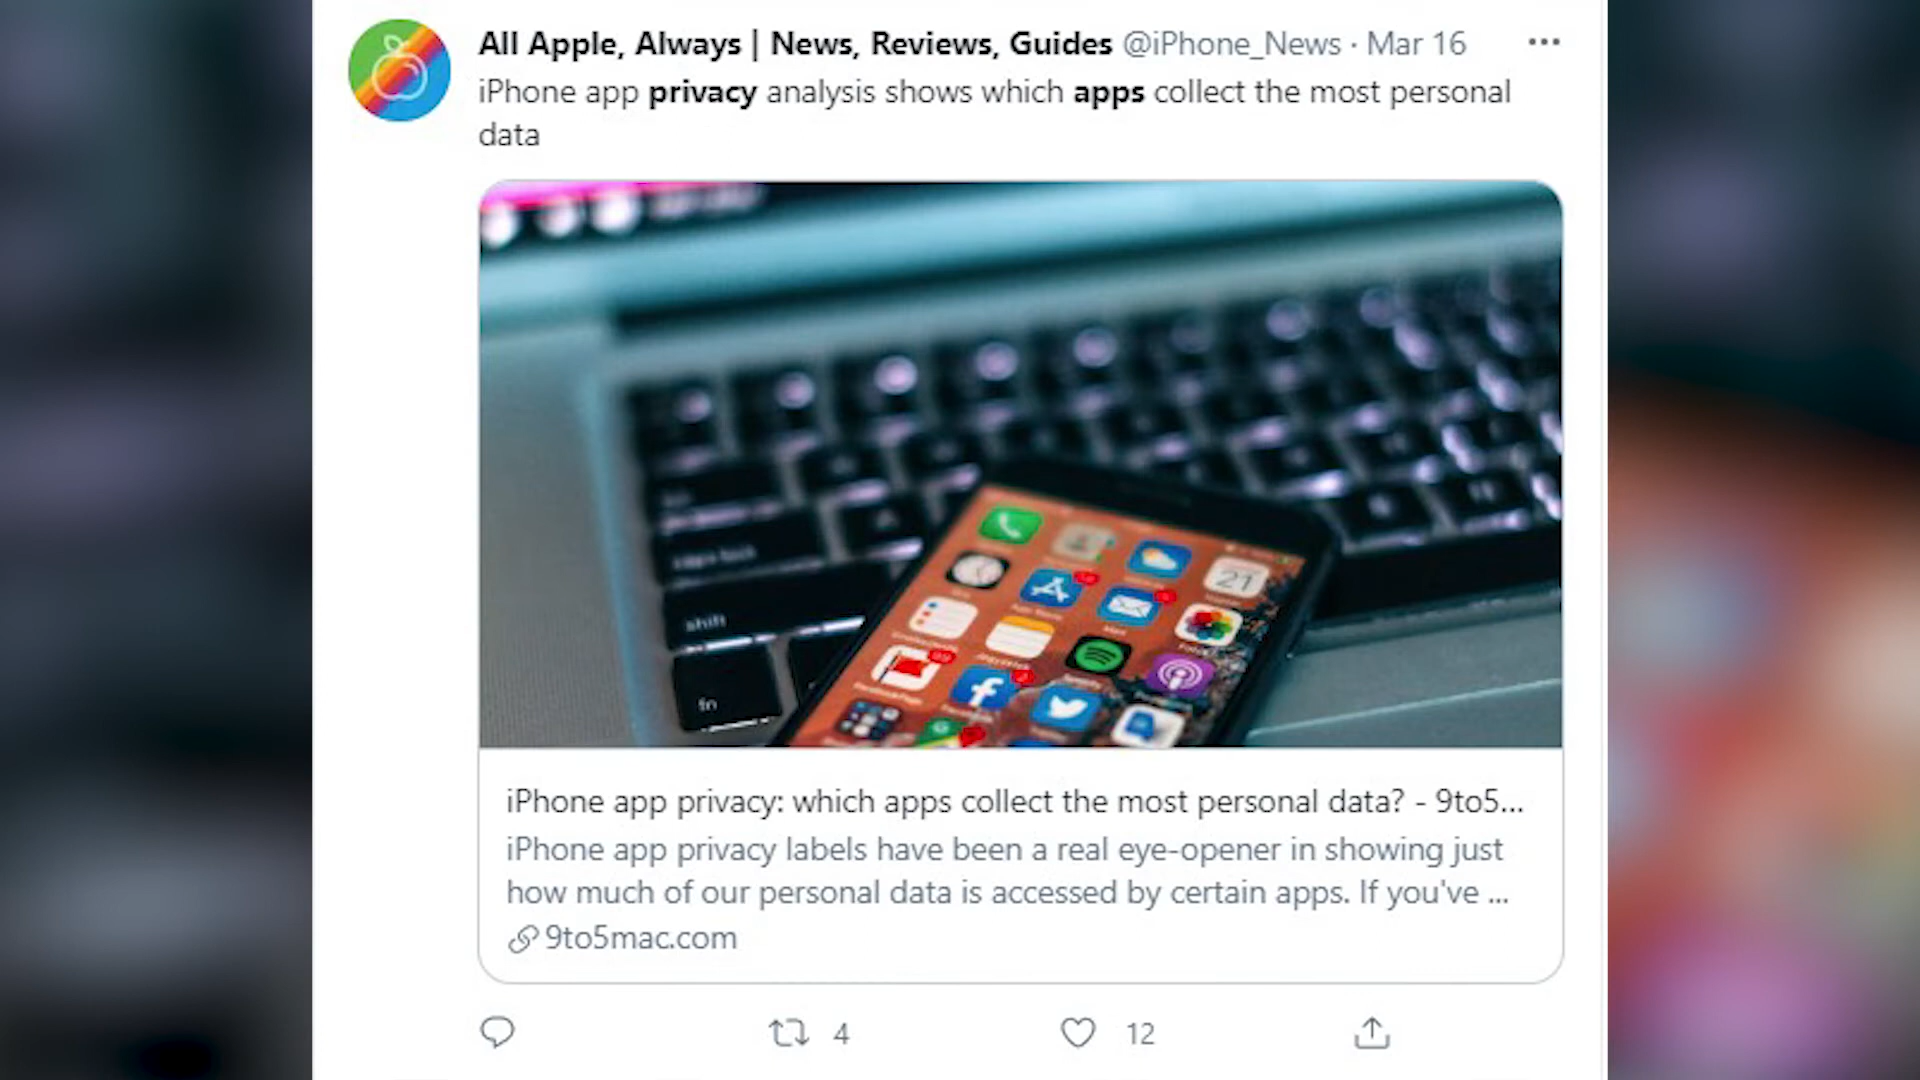 All Apple, Always | News, Reviews, Guides @iPhone_News · Mar 16
iPhone app privacy analysis shows which apps collect the most personal
data
21
shift
fn
iPhone app privacy: which apps collect the most personal data? - 9to5...
iPhone app privacy labels have been a real eye-opener in showing just
how much of our personal data is accessed by certain apps. If you've ...
9to5mac.com
4
12